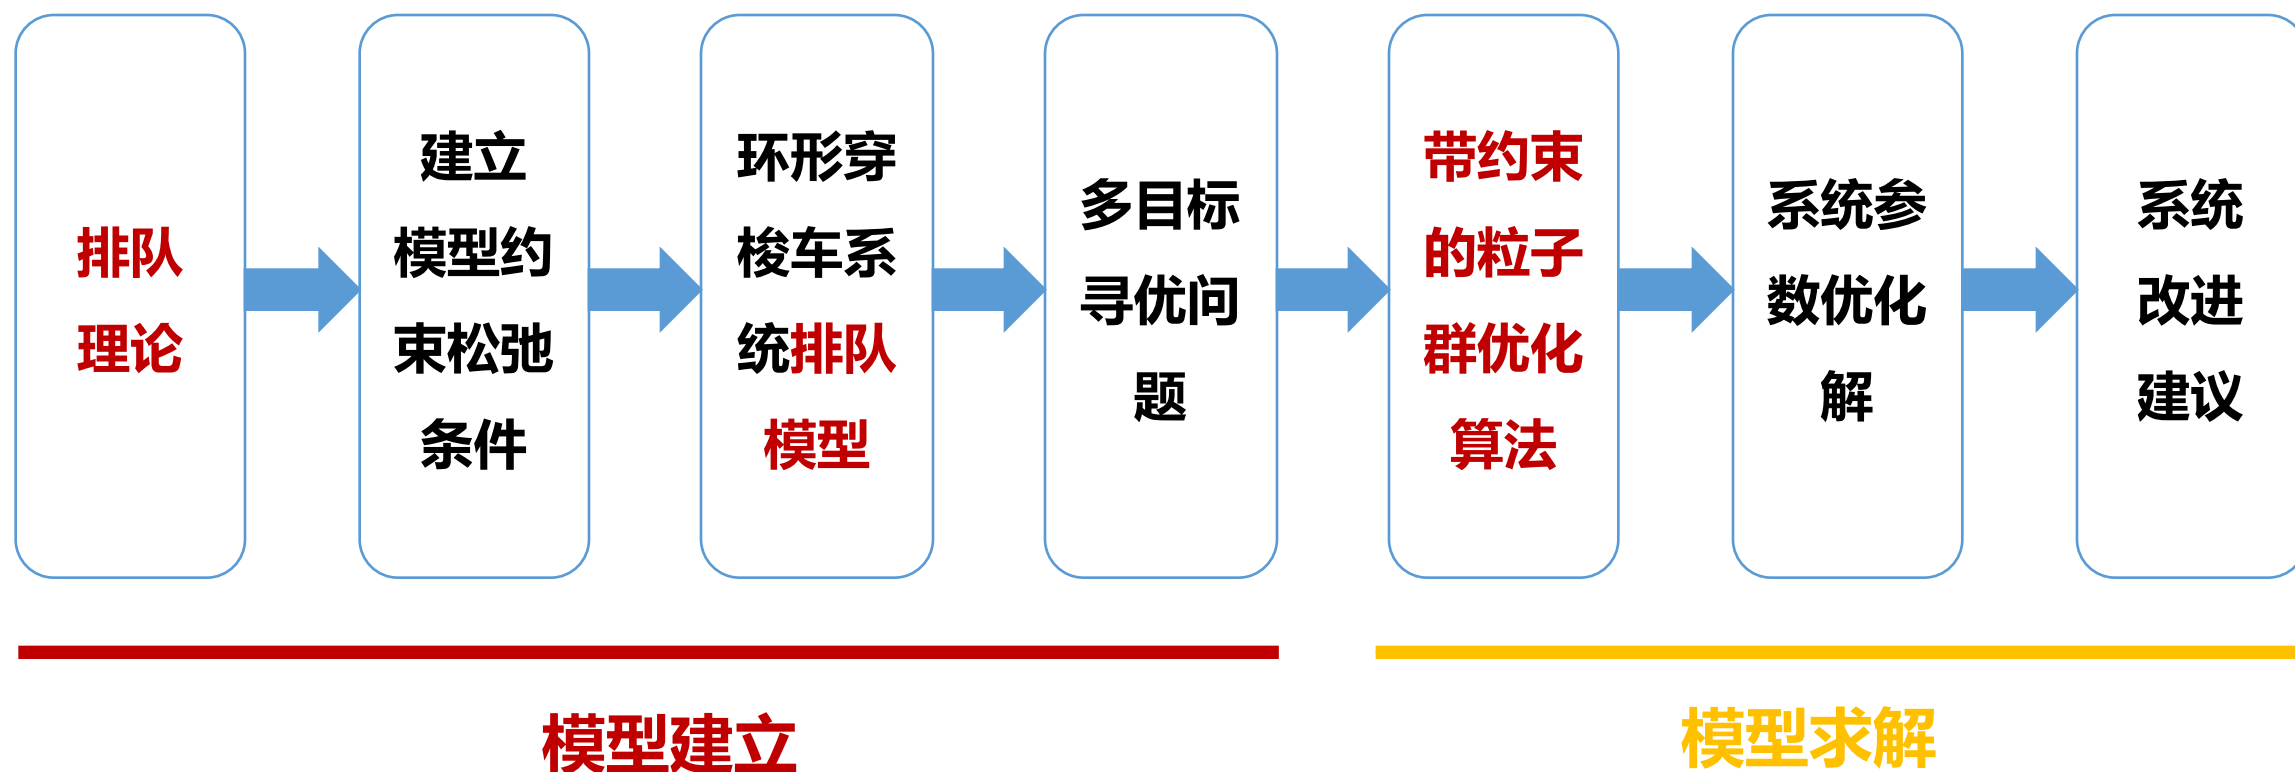 排队
理论
建立
模型约
束松弛
条件
环形穿
梭车系
统排队
模型
多目标
寻优问
题
带约束
的粒子
群优化
算法
系统参
数优化
解
系统
改进
建议
模型建立
模型求解